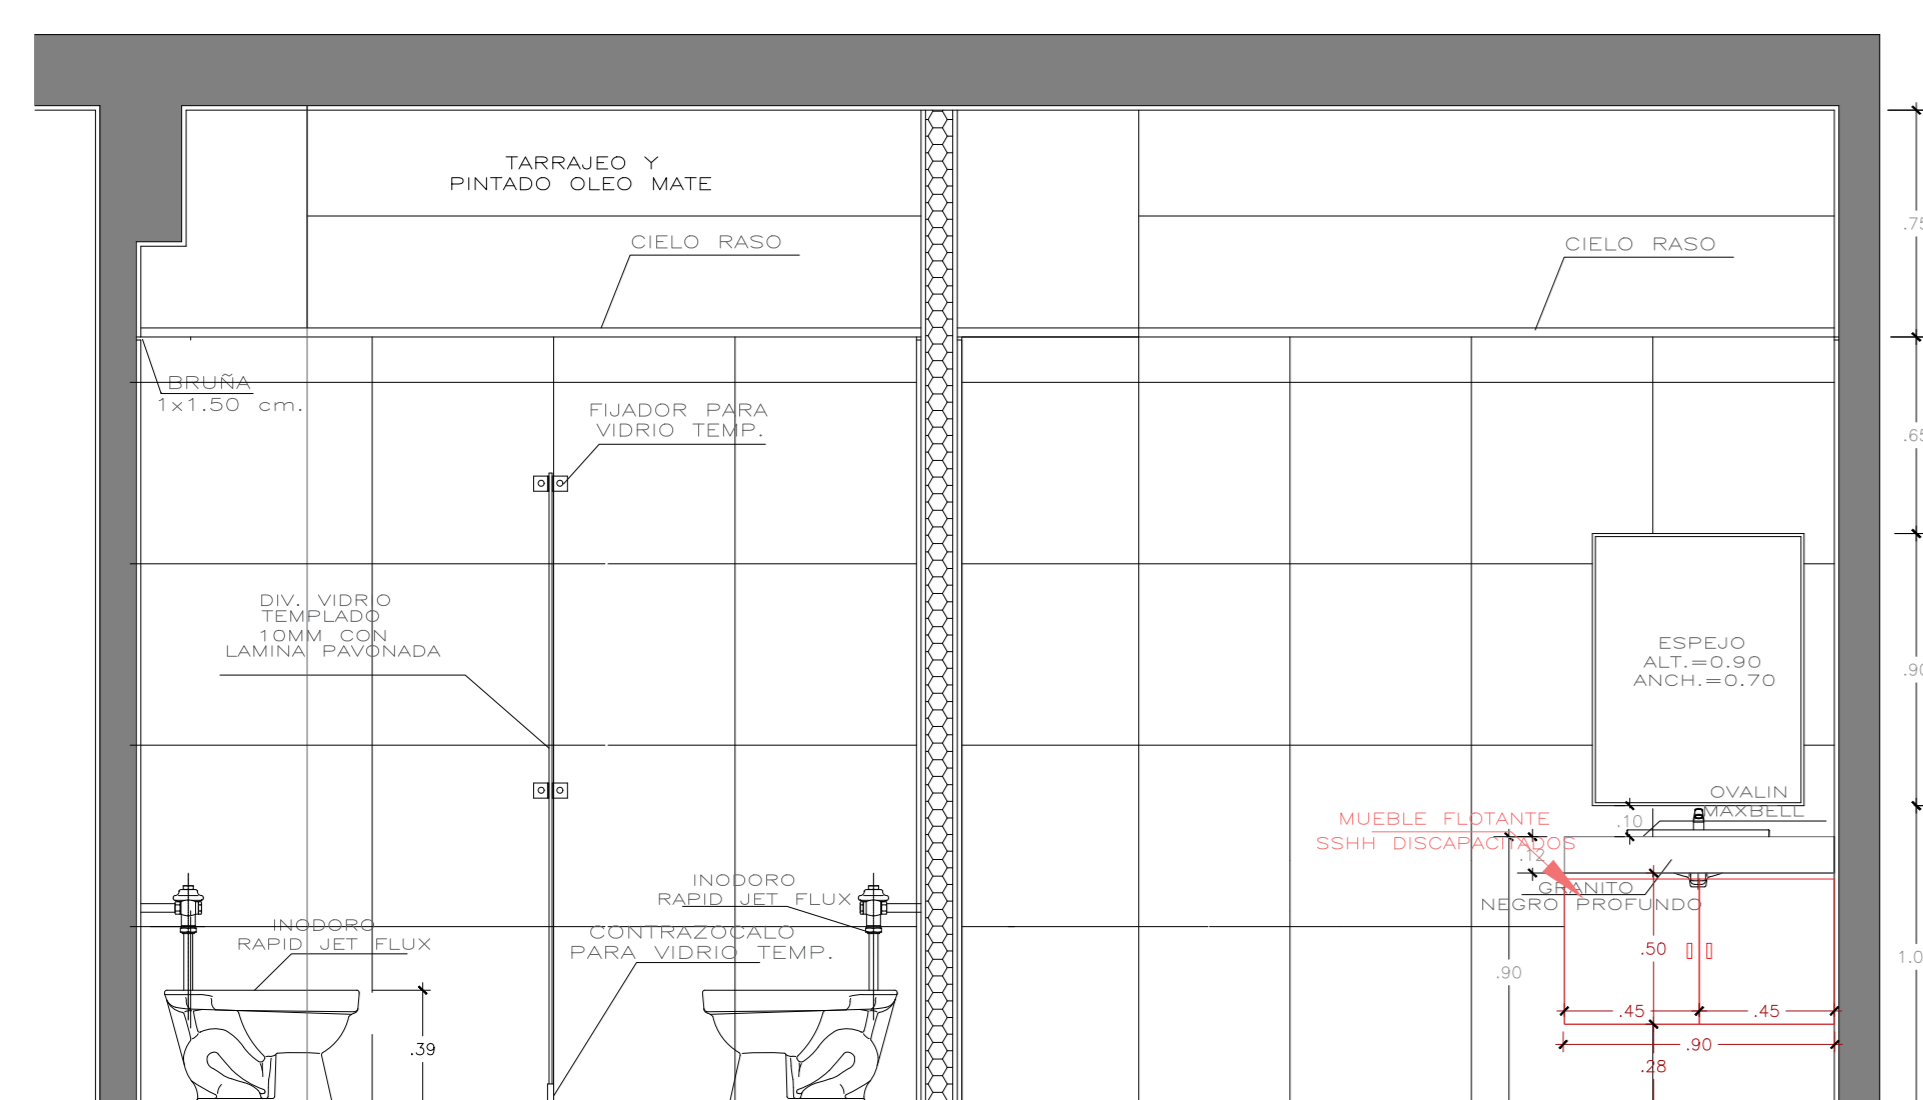 TARRAJEO Y
PINTADO OLEO MATE
CIELO RASO
CIELO RASO
BRUÑA
1x1.50 cm.
FIJADOR PARA
VIDRIO TEMP.
DIV. VIDRIO
TEMPLADO
10MM CON
LAMINA PAVONADA
ESPEJO
ALT.=0.90
ANCH.=0.70
OVALIN
MAXBELL
.10
MUEBLE FLOTANTE
SSHH DISCAPACITADOS
.12
GRANITO
NEGRO PROFUNDO
INODORO
RAPID JET FLUX
INODORO
RAPID JET FLUX
CONTRAZOCALO
PARA VIDRIO TEMP.
.39
.90
.50
.45
.45
.90
.28